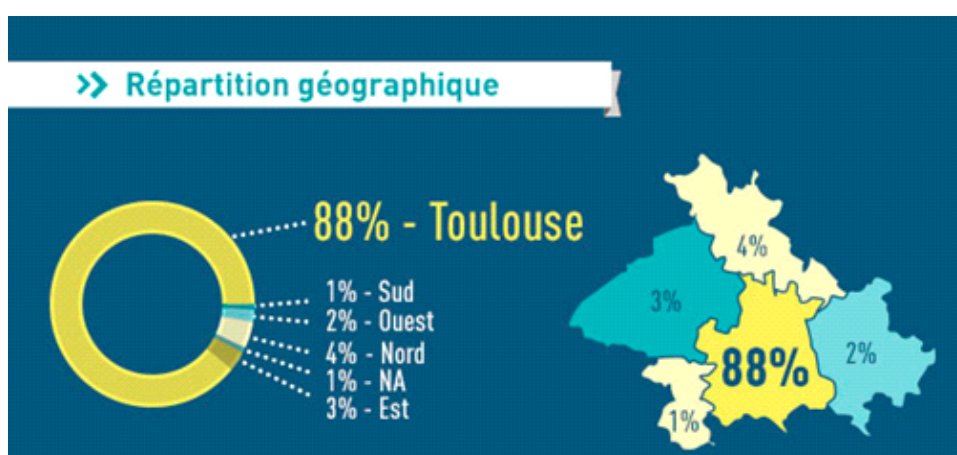 >> Répartition géographique
88% - Toulouse
1% - Sud
2% - Ouest
4% - Nord
1% - NA
3% - Est
4%
3%
2%
88%
1%